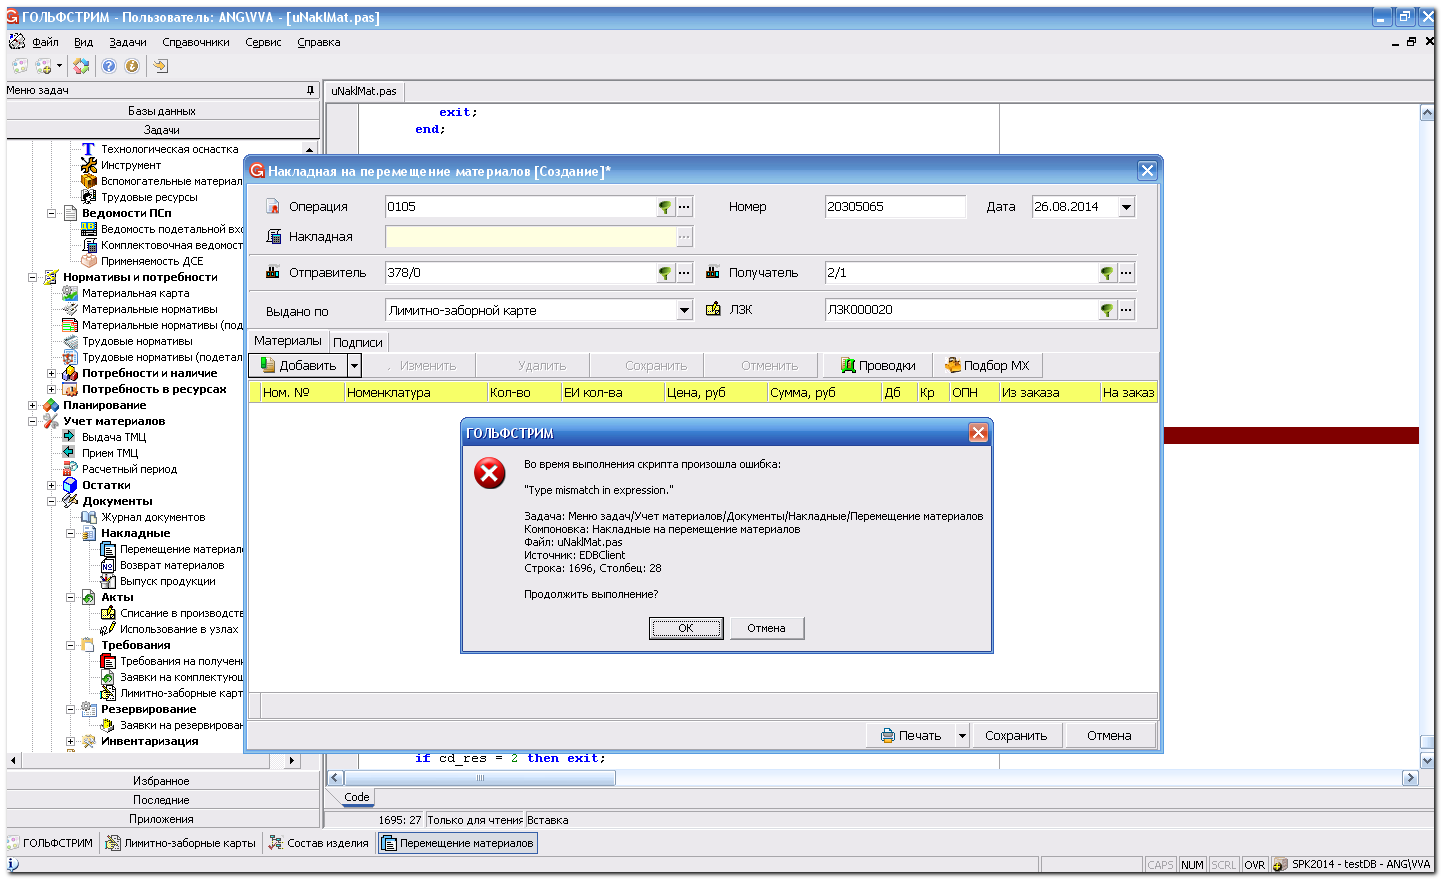 ГОЛЬФСТРИМ - Пользователь: ANG\VVA - [uNaklMat.pas]
Файл Вид Задачи Справочники Сервис Справка
Меню задач
uNaklMat.pas
Базы данных
Задачи
exit;
end;
Технологическая оснастка
Инструмент
Вспомогательные материал
Трудовые ресурсы
Ведомости ПСп
Ведомость подетальной вхо
Комплектовочная ведомост
Применяемость ДСЕ
Нормативы и потребности
Материальная карта
Материальные нормативы
Материальные нормативы (под
Трудовые нормативы
Трудовые нормативы (подетал
Потребности и наличие
Потребность в ресурсах
Планирование
Учет материалов
Выдача ТМЦ
Прием ТМЦ
Расчетный период
Остатки
Документы
Журнал документов
Накладные
Перемещение материало
Возврат материалов
Выпуск продукции
Акты
Списание в производств
Использование в узлах
Требования
Требования на получен
Заявки на комплектующ
Лимитно-заборные карт
Резервирование
Заявки на резервирован
Инвентаризация
Избранное
Последние
Приложения
Накладная на перемещение материалов [Создание]*
Операция 0105 Номер 20305065 Дата 26.08.2014
Накладная
Отправитель 378/0 Получатель 2/1
Выдано по Лимитно-заборной карте ЛЗК ЛЗК000020
Материалы Подписи
Добавить Изменить Удалить Сохранить Отменить Проводки Подбор МХ
Ном. № Номенклатура Кол-во ЕИ кол-ва Цена, руб Сумма, руб Дб Кр ОПН Из заказа На заказ
ГОЛЬФСТРИМ
Во время выполнения скрипта произошла ошибка:
"Type mismatch in expression."
Задача: Меню задач/Учет материалов/Документы/Накладные/Перемещение материалов
Компоновка: Накладные на перемещение материалов
Файл: uNaklMat.pas
Источник: EDBClient
Строка: 1696, Столбец: 28
Продолжить выполнение?
OK Отмена
Печать Сохранить Отмена
if cd_res = 2 then exit;
Code
1695: 27 Только для чтения Вставка
ГОЛЬФСТРИМ Лимитно-заборные карты Состав изделия Перемещение материалов
CAPS NUM SCRL OVR SPK2014 - testDB - ANG\VVA